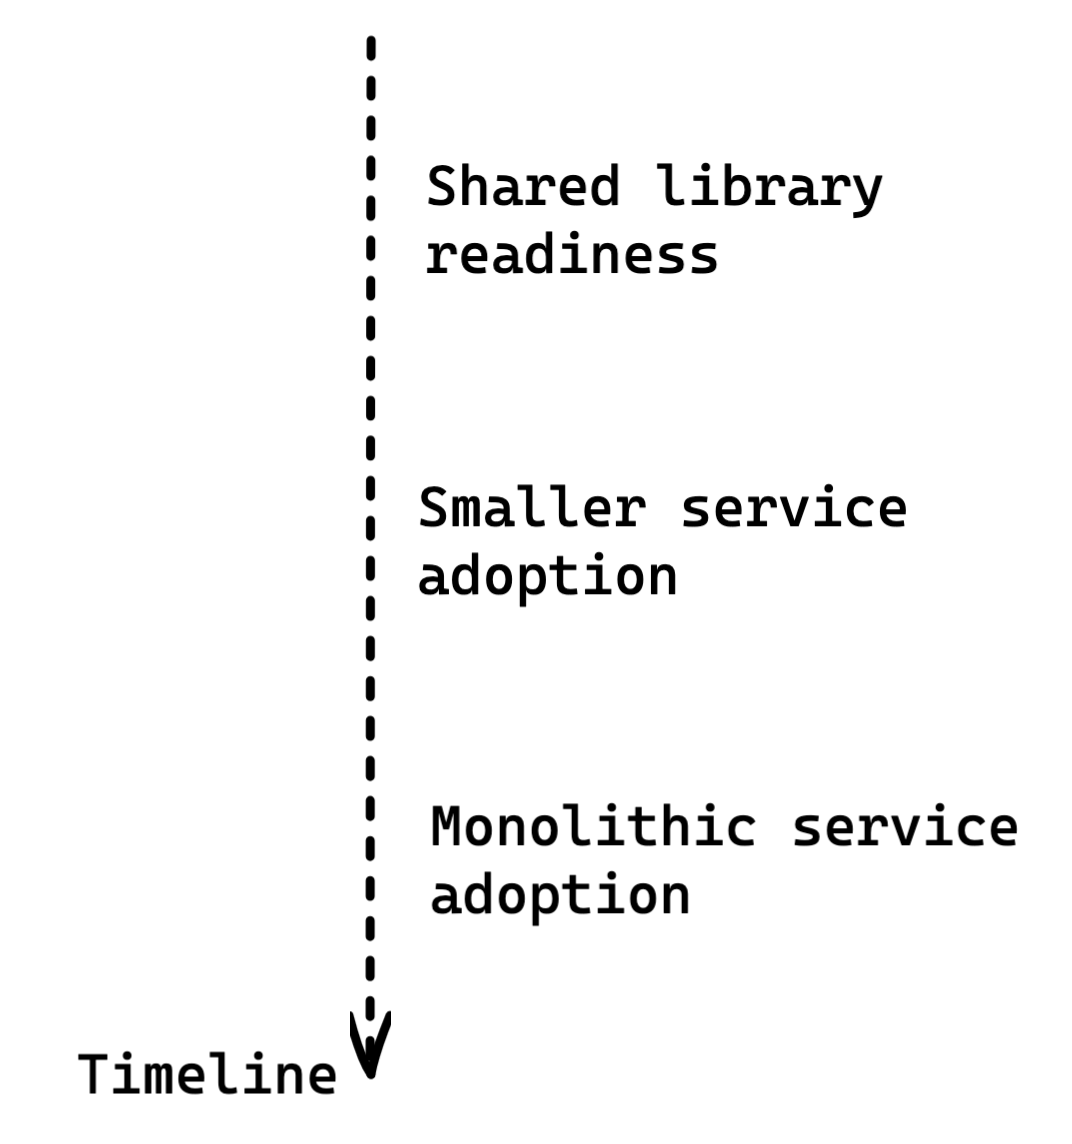 Shared library
readiness
Smaller service
adoption
Monolithic service
adoption
Timeline